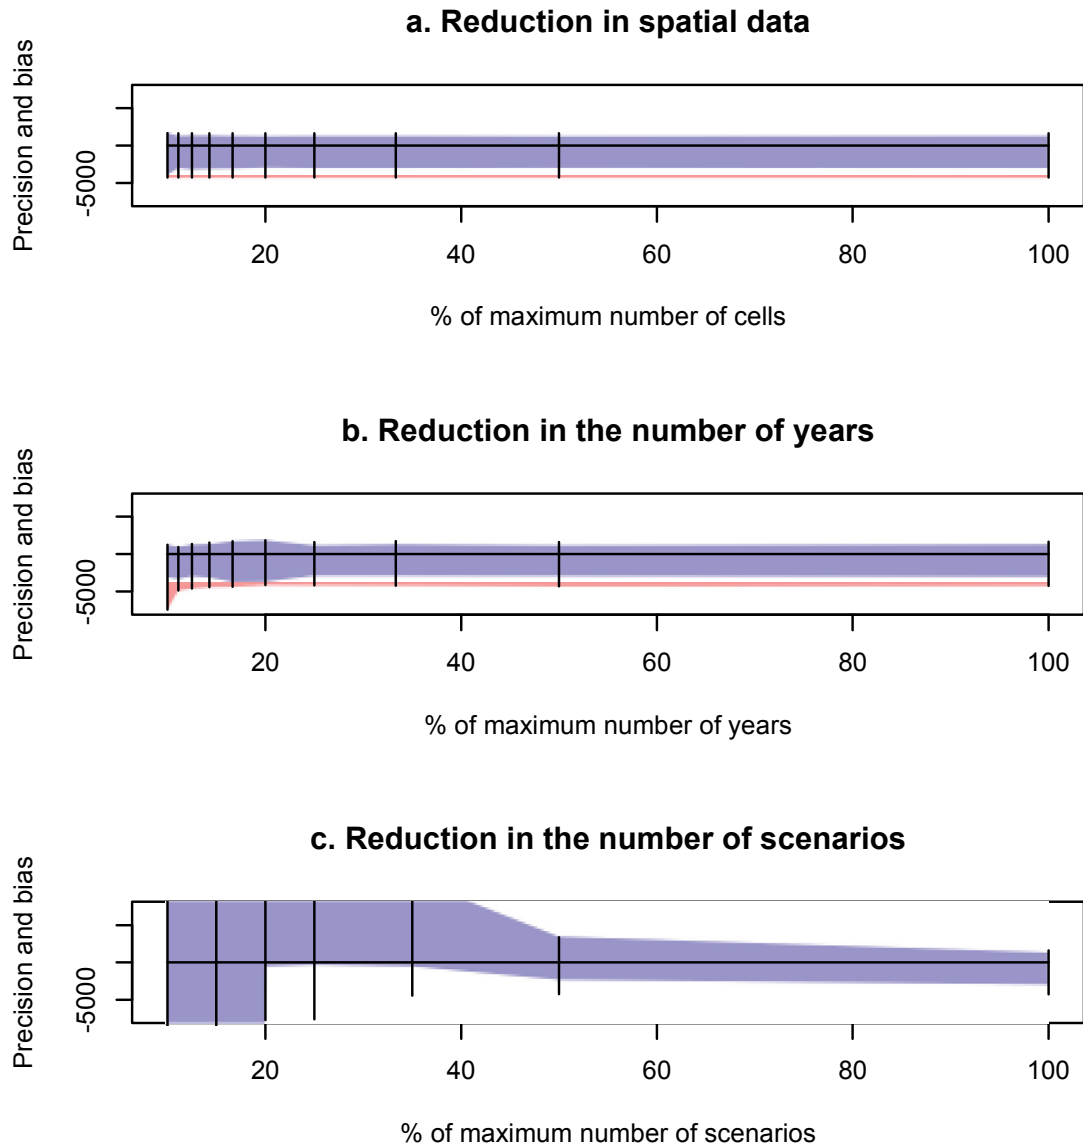 a. Reduction in spatial data
Precision and bias
-5000
20 40 60 80 100
% of maximum number of cells
b. Reduction in the number of years
Precision and bias
-5000
20 40 60 80 100
% of maximum number of years
c. Reduction in the number of scenarios
Precision and bias
-5000
20 40 60 80 100
% of maximum number of scenarios